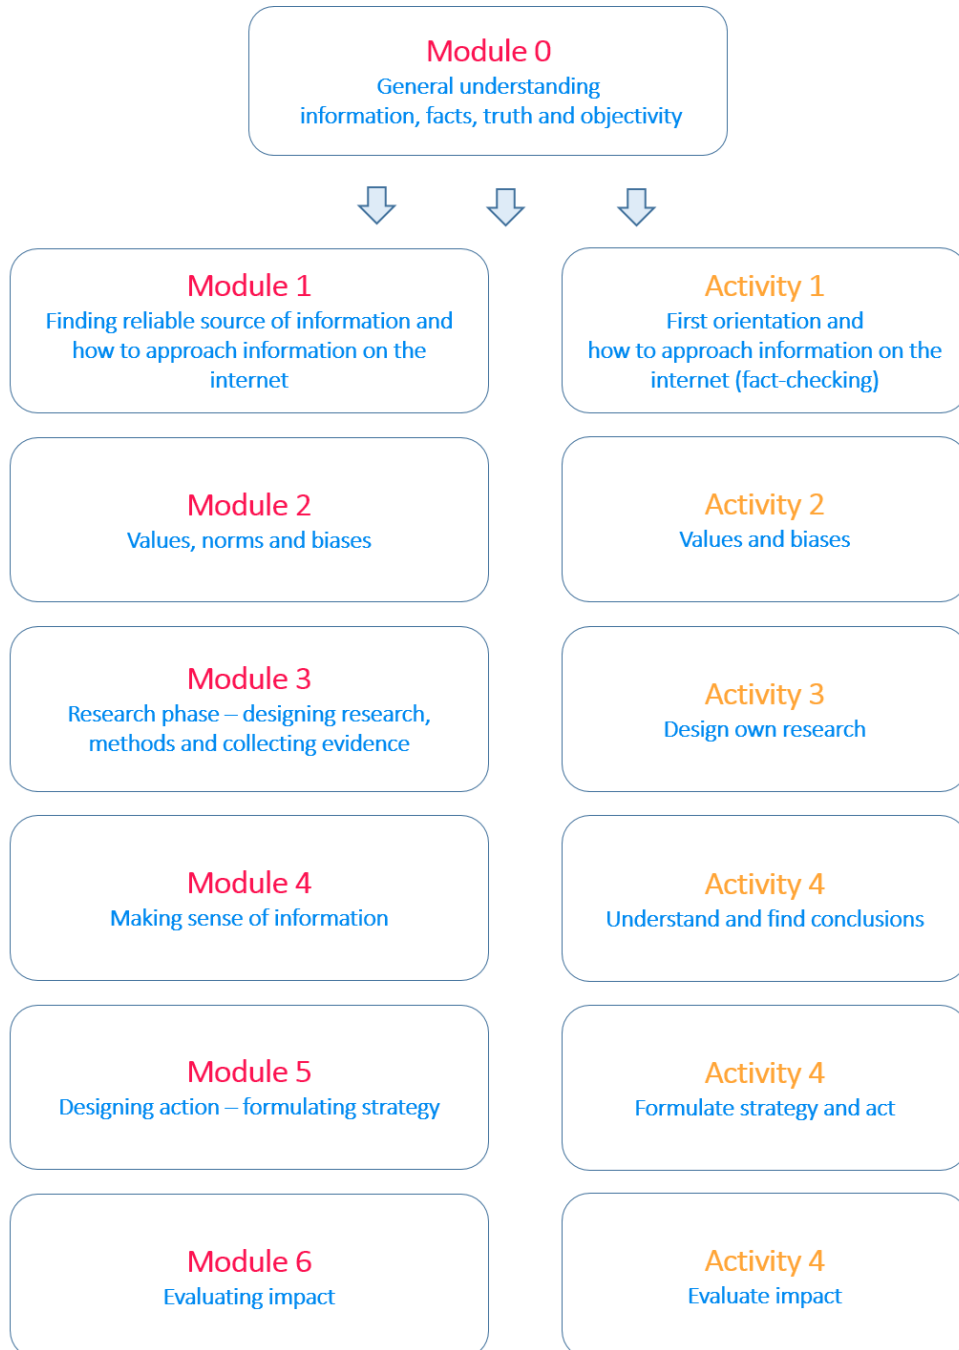 Module 0
General understanding
information, facts, truth and objectivity
Module 1
Finding reliable source of information and
how to approach information on the
internet
Activity 1
First orientation and
how to approach information on the
internet (fact-checking)
Module 2
Values, norms and biases
Activity 2
Values and biases
Module 3
Research phase – designing research,
methods and collecting evidence
Activity 3
Design own research
Module 4
Making sense of information
Activity 4
Understand and find conclusions
Module 5
Designing action – formulating strategy
Activity 4
Formulate strategy and act
Module 6
Evaluating impact
Activity 4
Evaluate impact